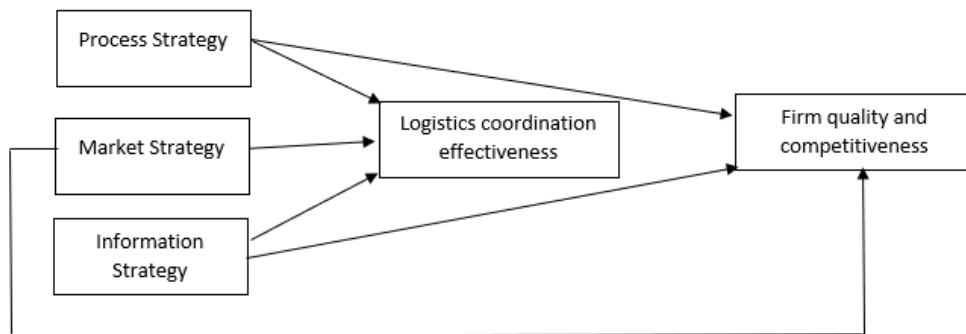 Process Strategy
Market Strategy
Information
Strategy
Logistics coordination
effectiveness
Firm quality and
competitiveness